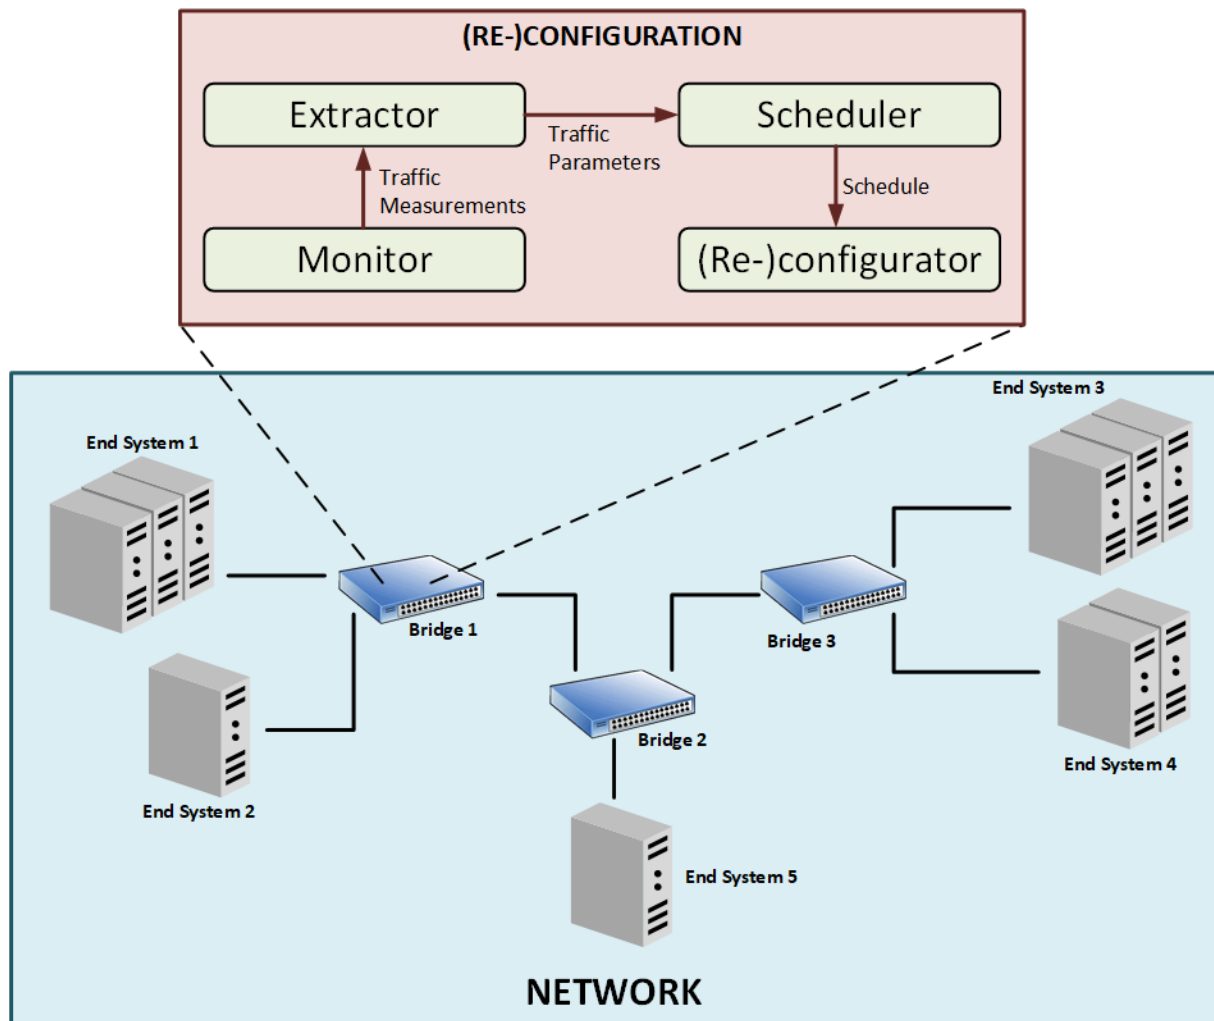 (RE-)CONFIGURATION
Extractor
Traffic
Parameters
Scheduler
Traffic
Measurements
Schedule
Monitor
(Re-)configurator
End System 3
End System 1
Bridge 1
Bridge 3
Bridge 2
End System 4
End System 2
End System 5
NETWORK